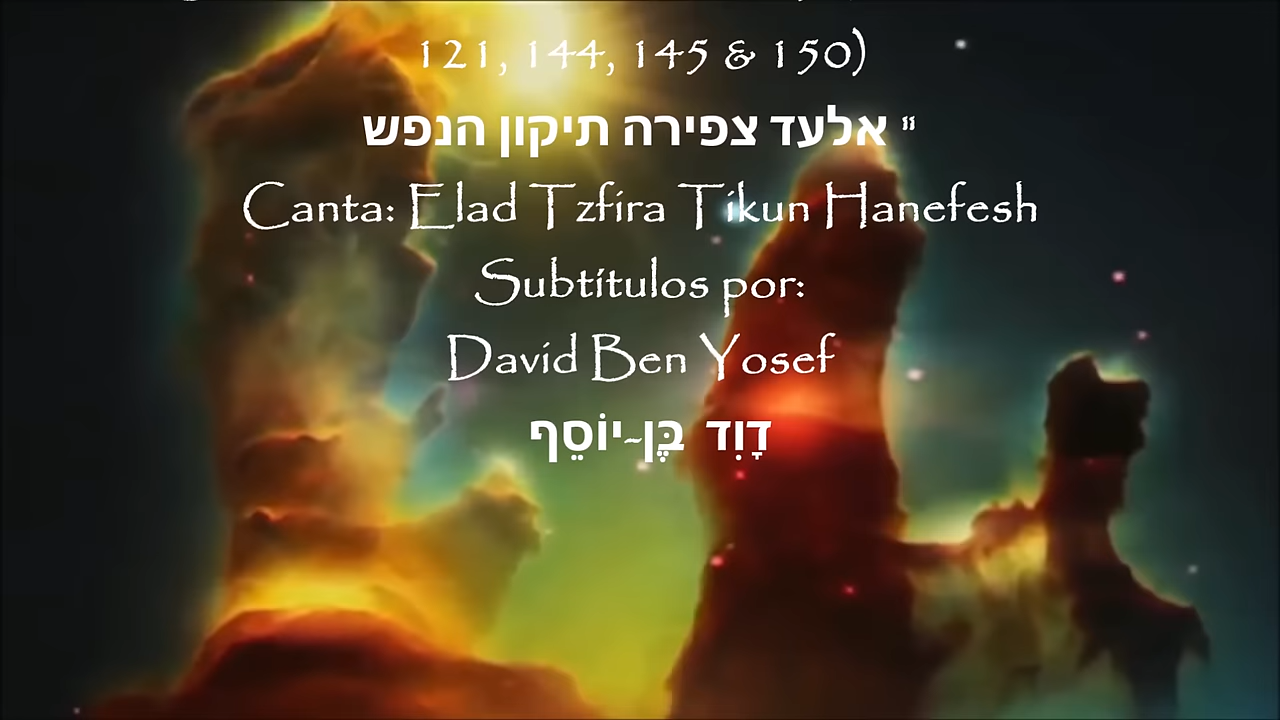 121, 144, 145 & 150)
״ אלעד צפירה תיקון הנפש
Canta: Elad Tzfira Tikun Hanefesh
Subtítulos por:
David Ben Yosef
דָוִד בֶּן-יוֹסֵף